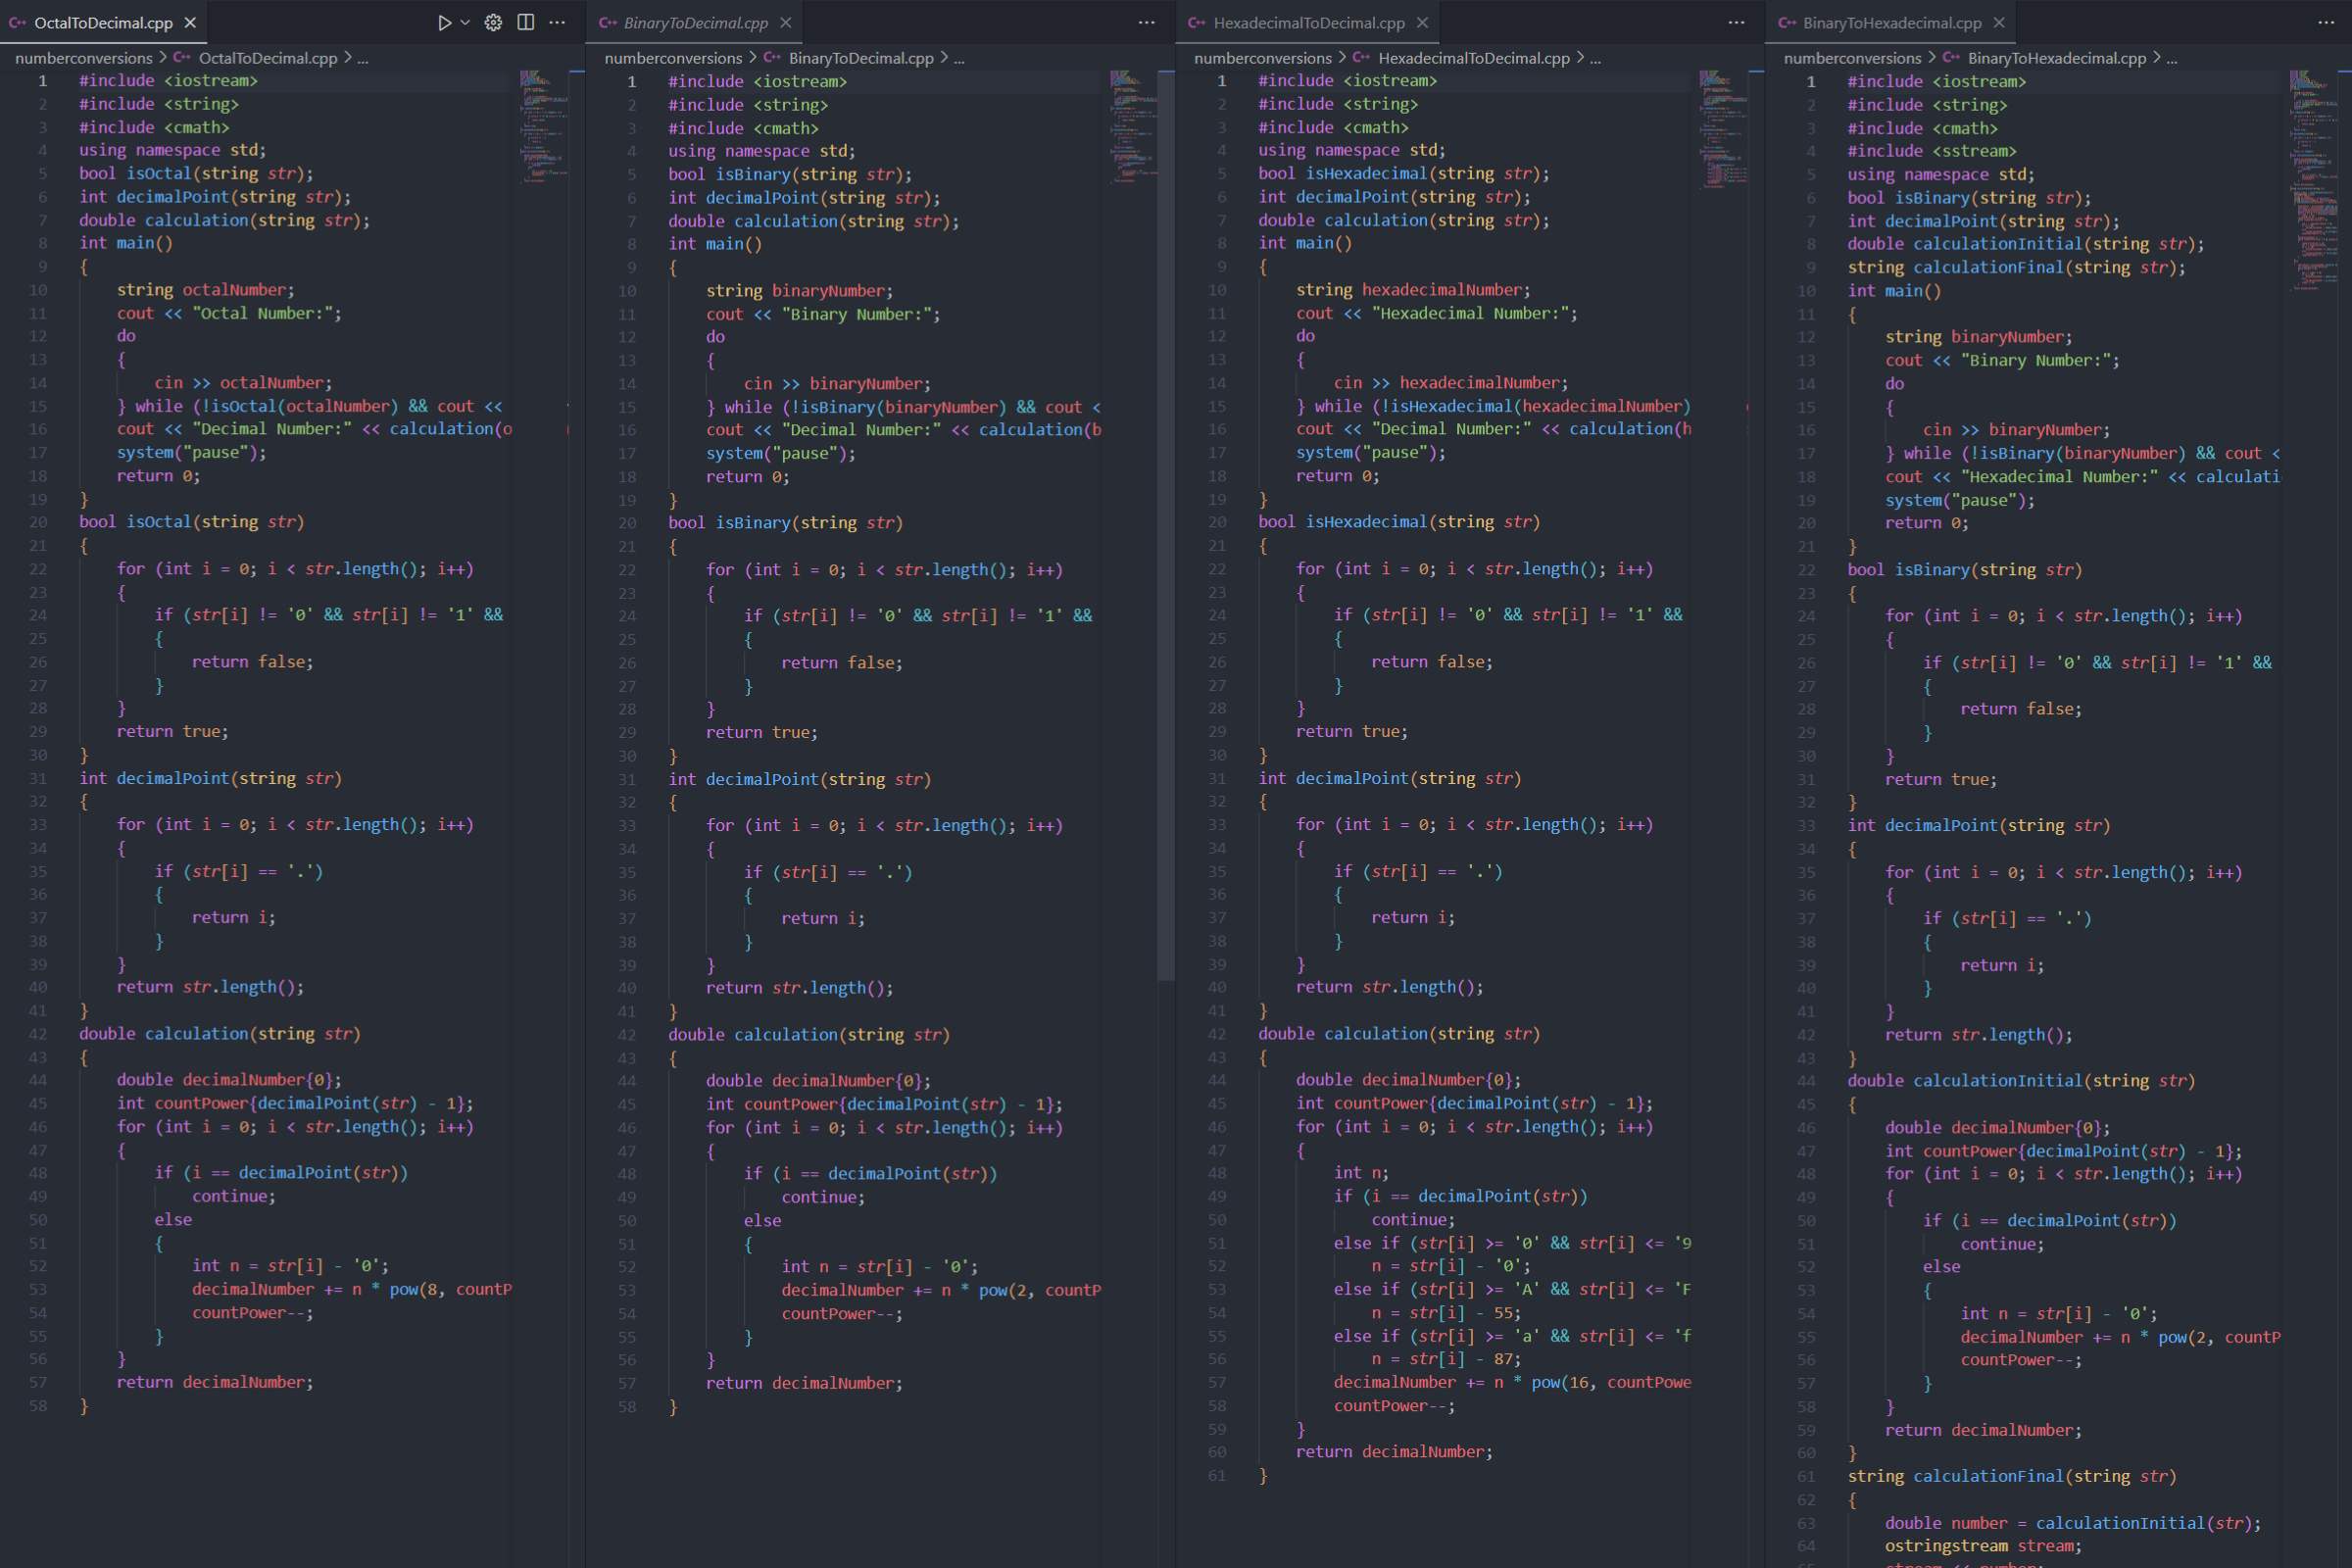 OctalToDecimal.cpp
numberconversions > OctalToDecimal.cpp > ...
1 #include <iostream>
2 #include <string>
3 #include <cmath>
4 using namespace std;
5 bool isOctal(string str);
6 int decimalPoint(string str);
7 double calculation(string str);
8 int main()
9 {
10 string octalNumber;
11 cout << "Octal Number:";
12 do
13 {
14 cin >> octalNumber;
15 } while (!isOctal(octalNumber) && cout <<
16 cout << "Decimal Number:" << calculation(o
17 system("pause");
18 return 0;
19 }
20 bool isOctal(string str)
21 {
22 for (int i = 0; i < str.length(); i++)
23 {
24 if (str[i] != '0' && str[i] != '1' &&
25 {
26 return false;
27 }
28 }
29 return true;
30 }
31 int decimalPoint(string str)
32 {
33 for (int i = 0; i < str.length(); i++)
34 {
35 if (str[i] == '.')
36 {
37 return i;
38 }
39 }
40 return str.length();
41 }
42 double calculation(string str)
43 {
44 double decimalNumber{0};
45 int countPower{decimalPoint(str) - 1};
46 for (int i = 0; i < str.length(); i++)
47 {
48 if (i == decimalPoint(str))
49 continue;
50 else
51 {
52 int n = str[i] - '0';
53 decimalNumber += n * pow(8, countP
54 countPower--;
55 }
56 }
57 return decimalNumber;
58 }
BinaryToDecimal.cpp
numberconversions > BinaryToDecimal.cpp > ...
1 #include <iostream>
2 #include <string>
3 #include <cmath>
4 using namespace std;
5 bool isBinary(string str);
6 int decimalPoint(string str);
7 double calculation(string str);
8 int main()
9 {
10 string binaryNumber;
11 cout << "Binary Number:";
12 do
13 {
14 cin >> binaryNumber;
15 } while (!isBinary(binaryNumber) && cout <
16 cout << "Decimal Number:" << calculation(b
17 system("pause");
18 return 0;
19 }
20 bool isBinary(string str)
21 {
22 for (int i = 0; i < str.length(); i++)
23 {
24 if (str[i] != '0' && str[i] != '1' &&
25 {
26 return false;
27 }
28 }
29 return true;
30 }
31 int decimalPoint(string str)
32 {
33 for (int i = 0; i < str.length(); i++)
34 {
35 if (str[i] == '.')
36 {
37 return i;
38 }
39 }
40 return str.length();
41 }
42 double calculation(string str)
43 {
44 double decimalNumber{0};
45 int countPower{decimalPoint(str) - 1};
46 for (int i = 0; i < str.length(); i++)
47 {
48 if (i == decimalPoint(str))
49 continue;
50 else
51 {
52 int n = str[i] - '0';
53 decimalNumber += n * pow(2, countP
54 countPower--;
55 }
56 }
57 return decimalNumber;
58 }
HexadecimalToDecimal.cpp
numberconversions > HexadecimalToDecimal.cpp > ...
1 #include <iostream>
2 #include <string>
3 #include <cmath>
4 using namespace std;
5 bool isHexadecimal(string str);
6 int decimalPoint(string str);
7 double calculation(string str);
8 int main()
9 {
10 string hexadecimalNumber;
11 cout << "Hexadecimal Number:";
12 do
13 {
14 cin >> hexadecimalNumber;
15 } while (!isHexadecimal(hexadecimalNumber)
16 cout << "Decimal Number:" << calculation(h
17 system("pause");
18 return 0;
19 }
20 bool isHexadecimal(string str)
21 {
22 for (int i = 0; i < str.length(); i++)
23 {
24 if (str[i] != '0' && str[i] != '1' &&
25 {
26 return false;
27 }
28 }
29 return true;
30 }
31 int decimalPoint(string str)
32 {
33 for (int i = 0; i < str.length(); i++)
34 {
35 if (str[i] == '.')
36 {
37 return i;
38 }
39 }
40 return str.length();
41 }
42 double calculation(string str)
43 {
44 double decimalNumber{0};
45 int countPower{decimalPoint(str) - 1};
46 for (int i = 0; i < str.length(); i++)
47 {
48 int n;
49 if (i == decimalPoint(str))
50 continue;
51 else if (str[i] >= '0' && str[i] <= '9
52 n = str[i] - '0';
53 else if (str[i] >= 'A' && str[i] <= 'F
54 n = str[i] - 55;
55 else if (str[i] >= 'a' && str[i] <= 'f
56 n = str[i] - 87;
57 decimalNumber += n * pow(16, countPowe
58 countPower--;
59 }
60 return decimalNumber;
61 }
BinaryToHexadecimal.cpp
numberconversions > BinaryToHexadecimal.cpp > ...
1 #include <iostream>
2 #include <string>
3 #include <cmath>
4 #include <sstream>
5 using namespace std;
6 bool isBinary(string str);
7 int decimalPoint(string str);
8 double calculationInitial(string str);
9 string calculationFinal(string str);
10 int main()
11 {
12 string binaryNumber;
13 cout << "Binary Number:";
14 do
15 {
16 cin >> binaryNumber;
17 } while (!isBinary(binaryNumber) && cout <
18 cout << "Hexadecimal Number:" << calculati
19 system("pause");
20 return 0;
21 }
22 bool isBinary(string str)
23 {
24 for (int i = 0; i < str.length(); i++)
25 {
26 if (str[i] != '0' && str[i] != '1' &&
27 {
28 return false;
29 }
30 }
31 return true;
32 }
33 int decimalPoint(string str)
34 {
35 for (int i = 0; i < str.length(); i++)
36 {
37 if (str[i] == '.')
38 {
39 return i;
40 }
41 }
42 return str.length();
43 }
44 double calculationInitial(string str)
45 {
46 double decimalNumber{0};
47 int countPower{decimalPoint(str) - 1};
48 for (int i = 0; i < str.length(); i++)
49 {
50 if (i == decimalPoint(str))
51 continue;
52 else
53 {
54 int n = str[i] - '0';
55 decimalNumber += n * pow(2, countP
56 countPower--;
57 }
58 }
59 return decimalNumber;
60 }
61 string calculationFinal(string str)
62 {
63 double number = calculationInitial(str);
64 ostringstream stream;